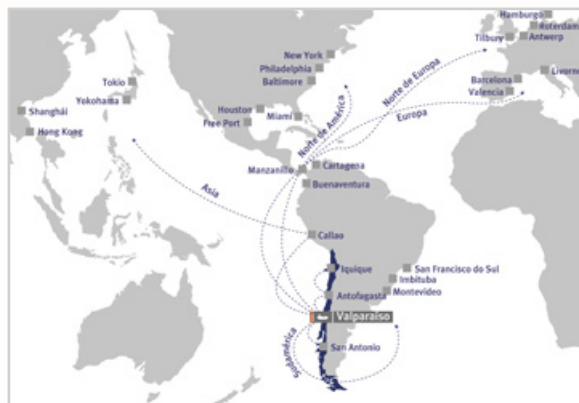 Hamburgo
Rotterdam
Tilbury
Antwerp
New York
Philadelphia
Baltimore
Norte de Europa
Livorno
Barcelona
Valencia
Tokio
Yokohama
Shanghái
Hong Kong
Houston
Free Port
Miami
Norte de América
Europa
Manzanillo
Cartagena
Buenaventura
Asia
Callao
Iquique
San Francisco do Sul
Imbituba
Antofagasta
Montevideo
Valparaíso
San Antonio
Sudamérica